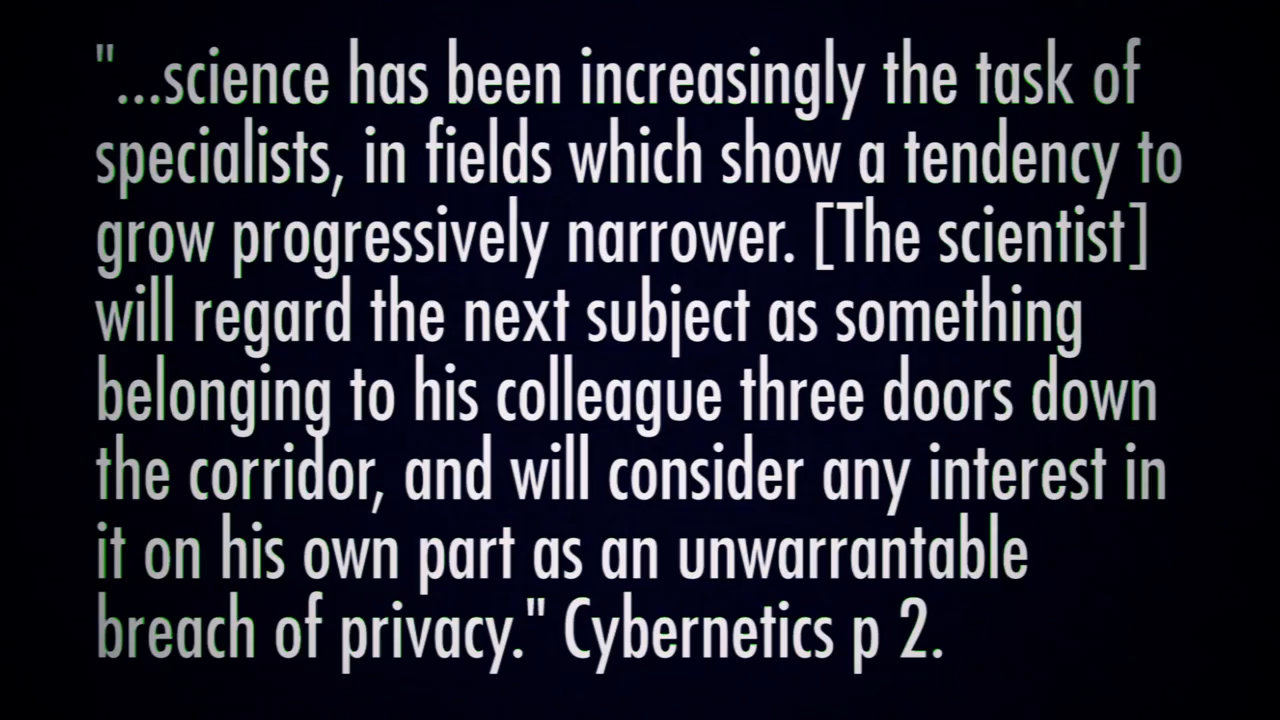 "...science has been increasingly the task of
specialists, in fields which show a tendency to
grow progressively narrower. [The scientist]
will regard the next subject as something
belonging to his colleague three doors down
the corridor, and will consider any interest in
it on his own part as an unwarrantable
breach of privacy." Cybernetics p 2.